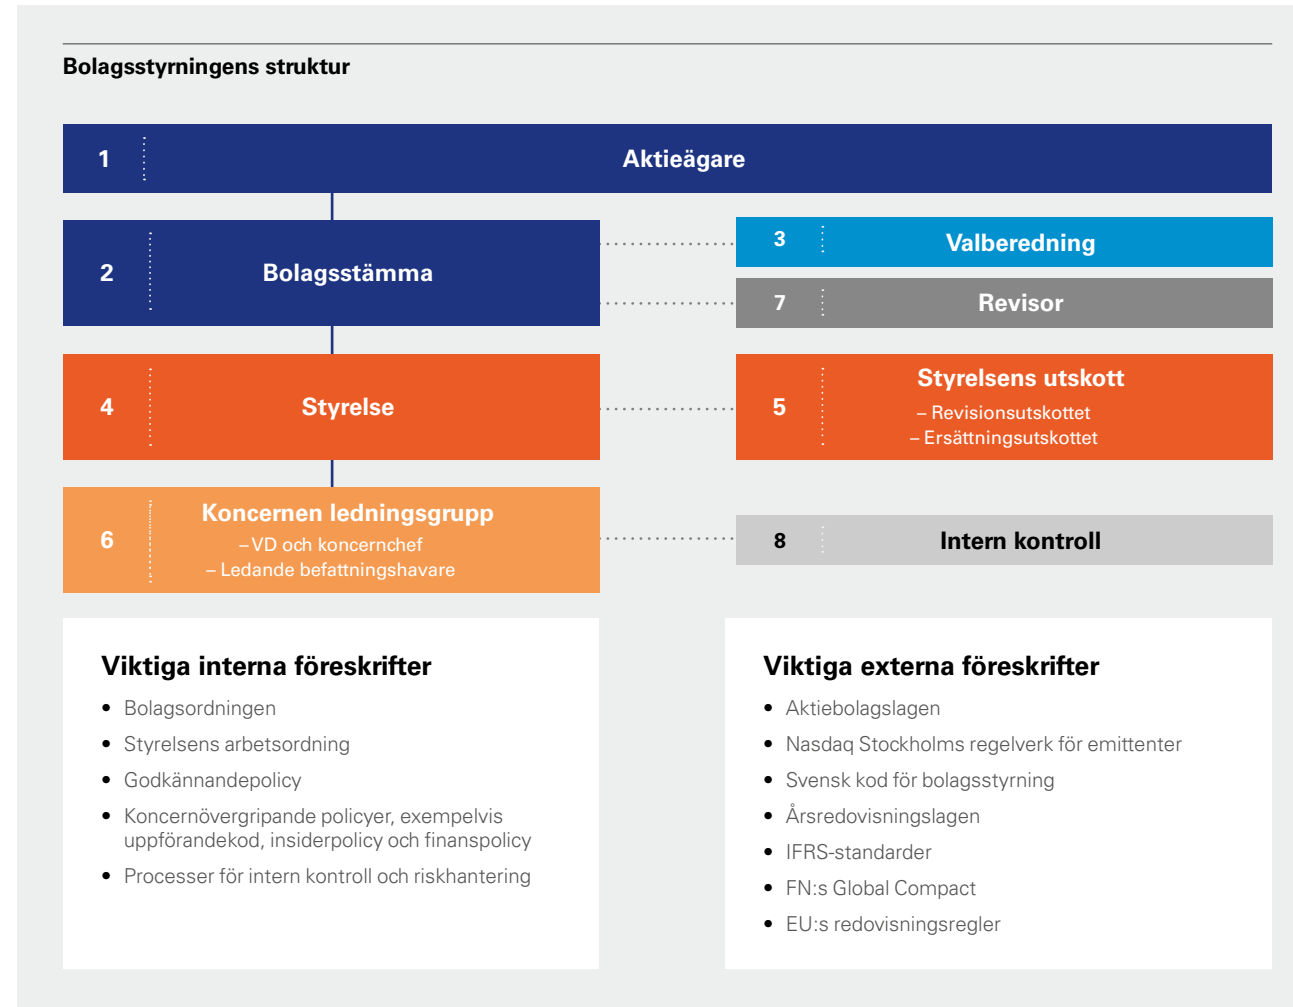 Bolagsstyrningens struktur
1
Aktieägare
2
Bolagsstämma
3
Valberedning
7
Revisor
4
Styrelse
5
Styrelsens utskott
– Revisionsutskottet
– Ersättningsutskottet
6
Koncernen ledningsgrupp
– VD och koncernchef
– Ledande befattningshavare
8
Intern kontroll
Viktiga interna föreskrifter
• Bolagsordningen
• Styrelsens arbetsordning
• Godkännandepolicy
• Koncernövergripande policyer, exempelvis
uppförandekod, insiderpolicy och finanspolicy
• Processer för intern kontroll och riskhantering
Viktiga externa föreskrifter
• Aktiebolagslagen
• Nasdaq Stockholms regelverk för emittenter
• Svensk kod för bolagsstyrning
• Årsredovisningslagen
• IFRS-standarder
• FN:s Global Compact
• EU:s redovisningsregler